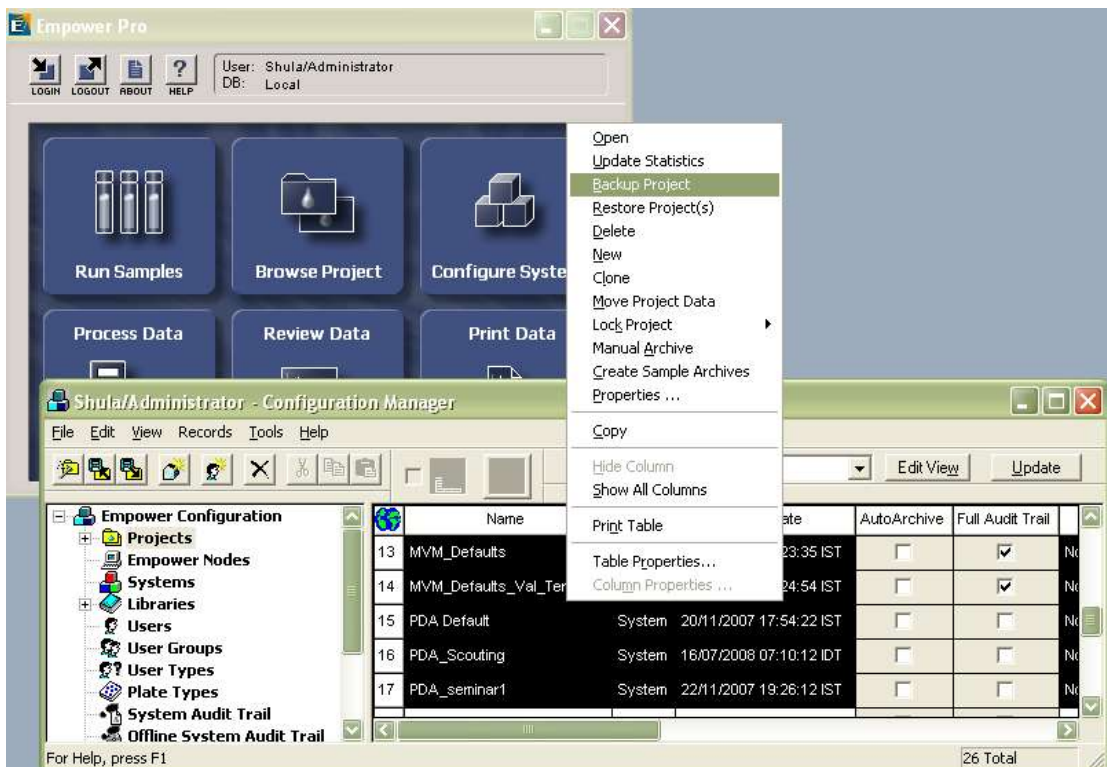 Empower Pro
LOGIN LOGOUT ABOUT HELP
User: Shula/Administrator
DB: Local
Run Samples
Browse Project
Configure Syste
Process Data
Review Data
Print Data
Open
Update Statistics
Backup Project
Restore Project(s)
Delete
New
Clone
Move Project Data
Lock Project
Manual Archive
Create Sample Archives
Properties ...
Copy
Hide Column
Show All Columns
Print Table
Table Properties...
Column Properties ...
Shula/Administrator - Configuration Manager
File Edit View Records Tools Help
Edit View Update
Empower Configuration
Projects
Empower Nodes
Systems
Libraries
Users
User Groups
User Types
Plate Types
System Audit Trail
Offline System Audit Trail
Name ate AutoArchive Full Audit Trail
13 MVM_Defaults 23:35 IST
14 MVM_Defaults_Val_Ter 24:54 IST
15 PDA Default System 20/11/2007 17:54:22 IST
16 PDA_Scouting System 16/07/2008 07:10:12 IDT
17 PDA_seminar1 System 22/11/2007 19:26:12 IST
For Help, press F1
26 Total